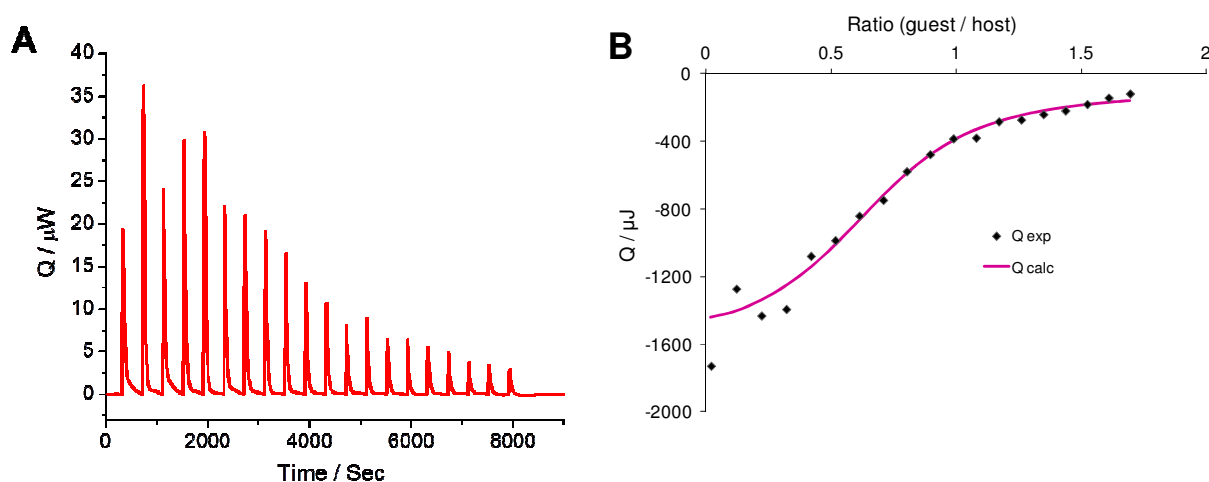 A
40
35
30
25
20
15
10
5
0
Q / μW
0 2000 4000 6000 8000
Time / Sec
B
Ratio (guest / host)
0 0.5 1 1.5 2
0
-400
-800
-1200
-1600
-2000
Q / μJ
Q exp
Q calc